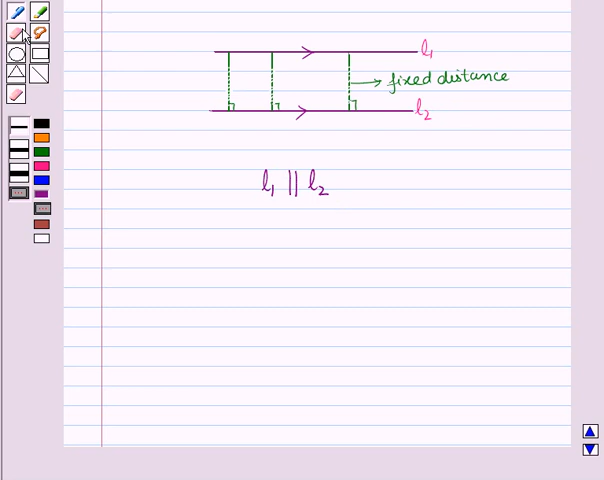 l₁
fixed distance
l₂
l₁ || l₂